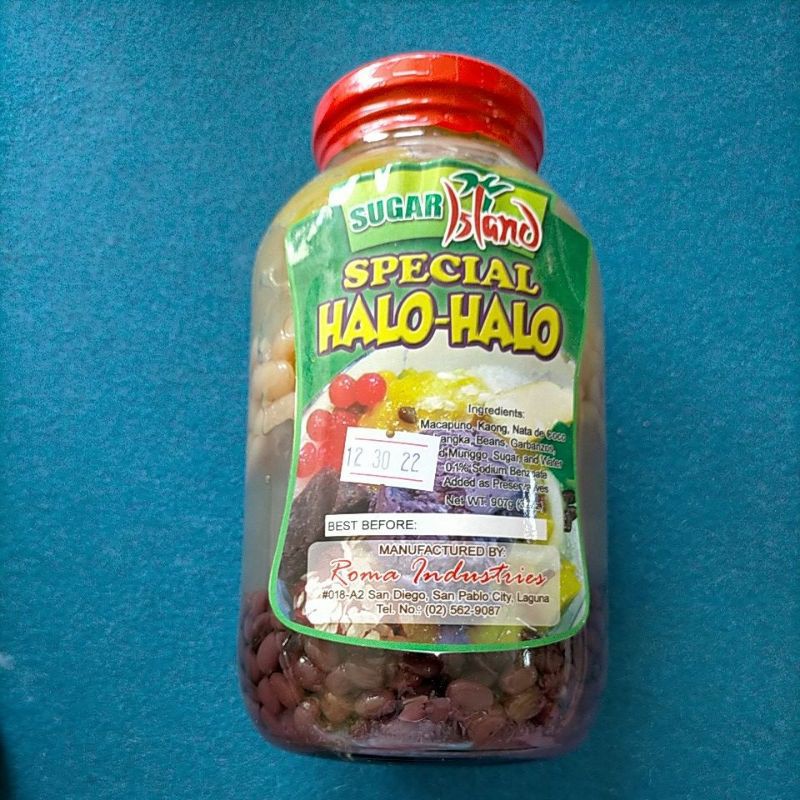 SUGAR Island
SPECIAL
HALO-HALO
Ingredients:
Macapuno, Kaong, Nata de Coco
Beans, Garbanzos,
Munggo, Sugar, and Water
0.1% Sodium Benzoate
Added as Preservatives
Net WT. 907g
12 30 22
BEST BEFORE:
MANUFACTURED BY:
Roma Industries
#018-A2 San Diego, San Pablo City, Laguna
Tel. No.: (02) 562-9087